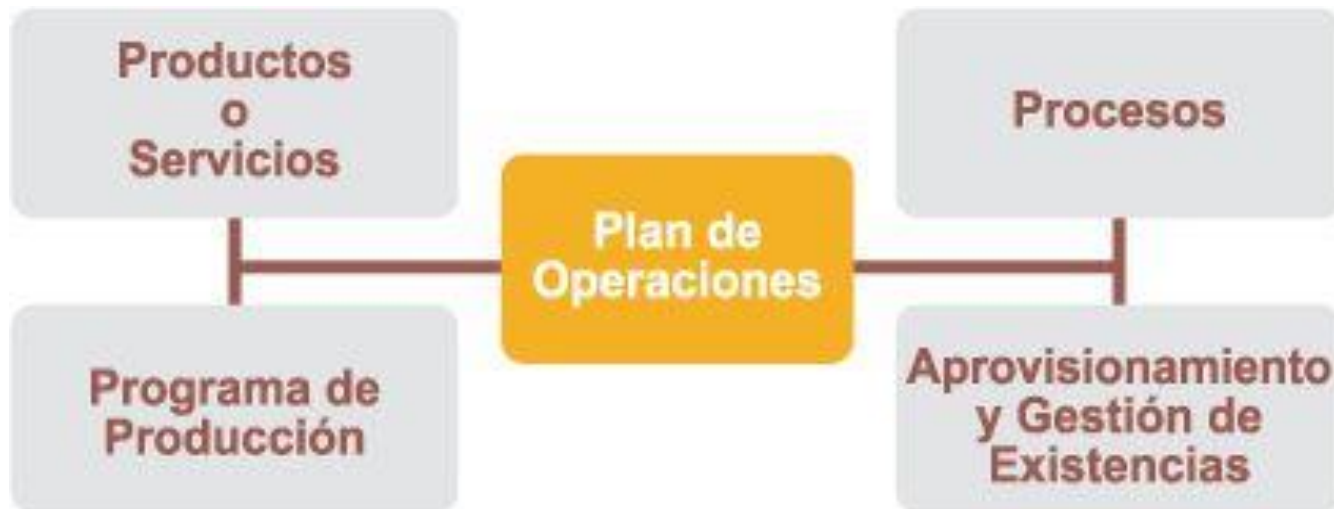 Productos
o
Servicios
Procesos
Plan de
Operaciones
Programa de
Producción
Aprovisionamiento
y Gestión de
Existencias